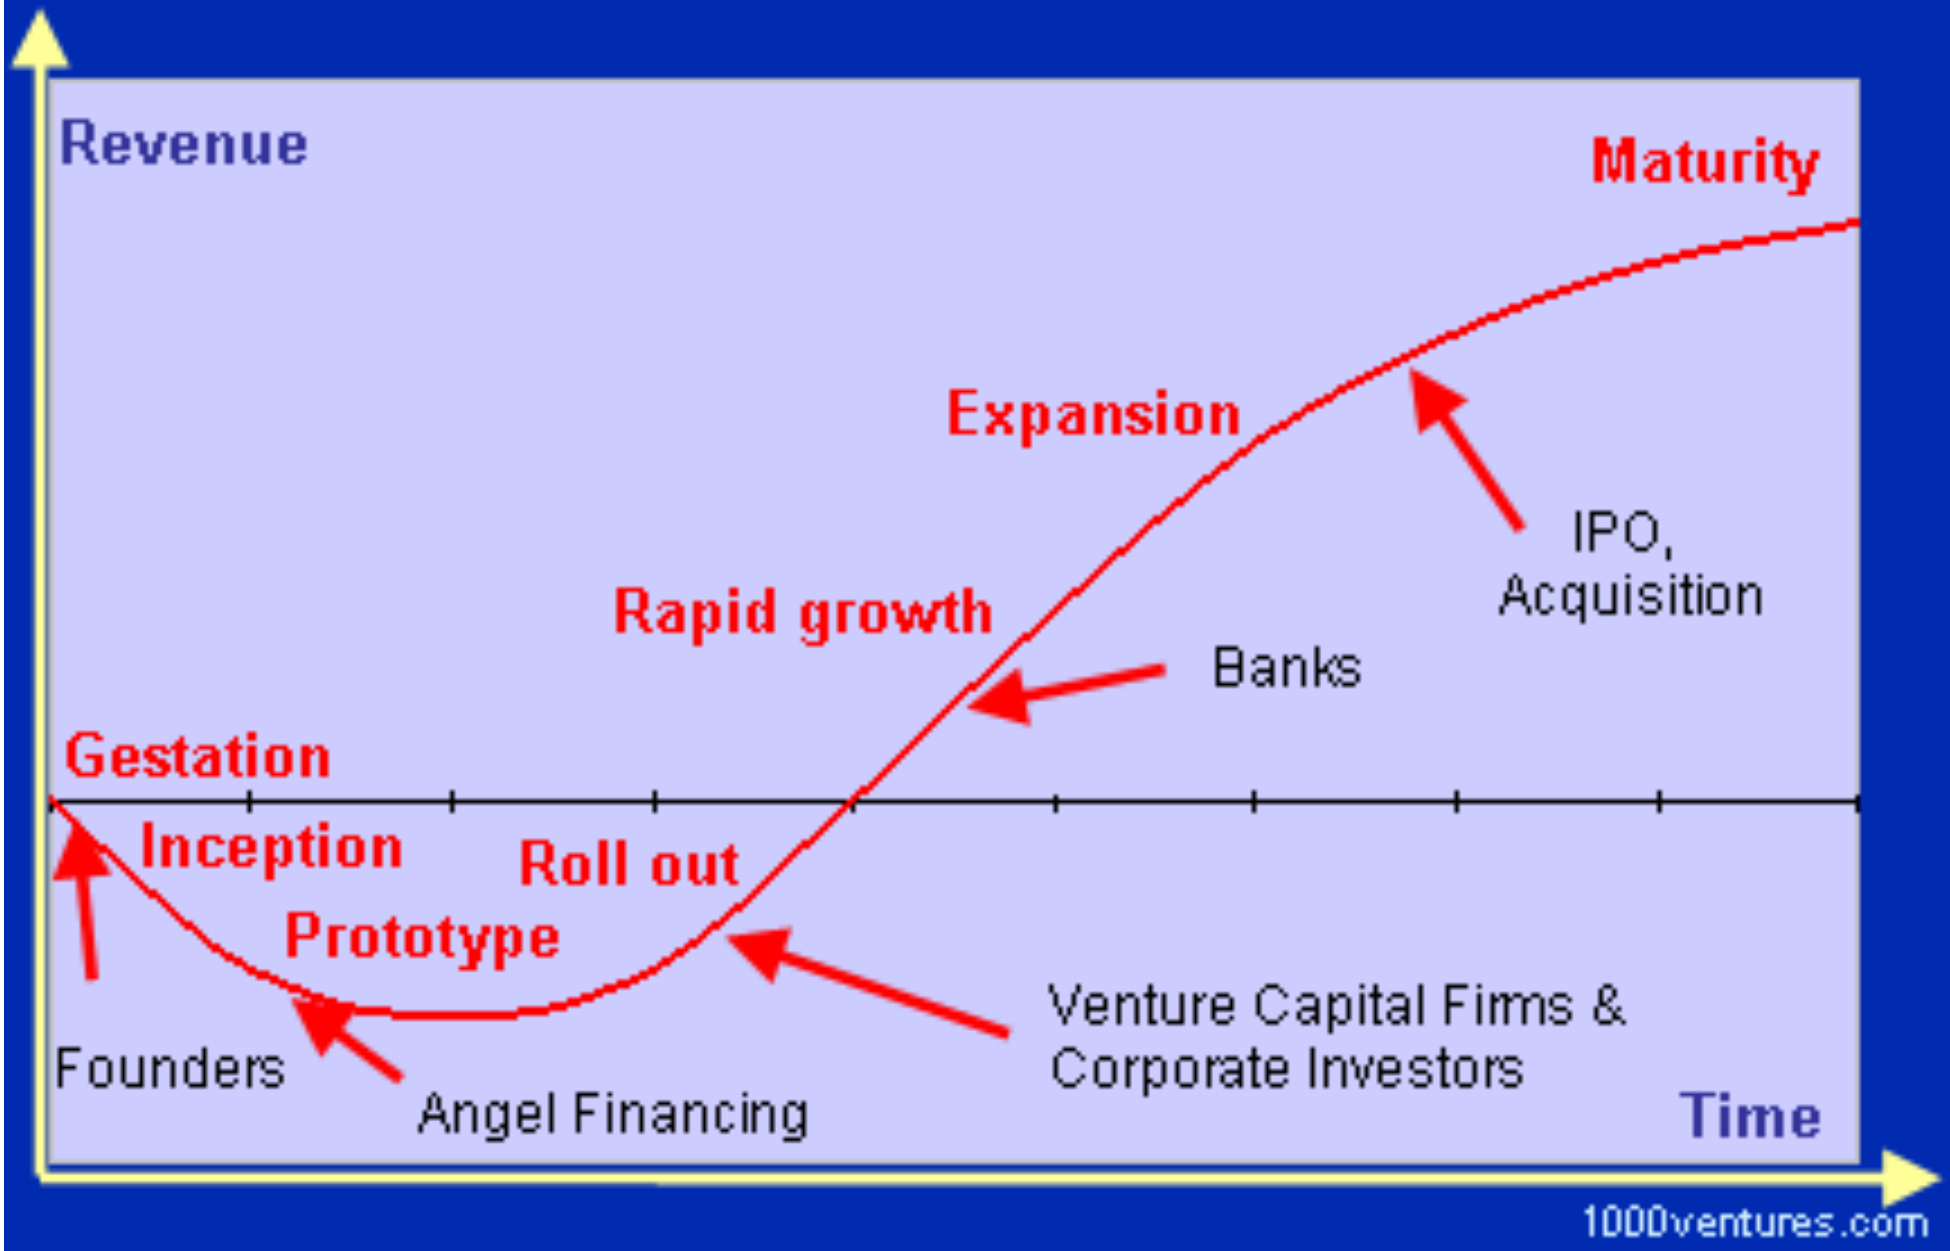 Revenue
Maturity
Expansion
IPO,
Acquisition
Rapid growth
Banks
Gestation
Inception
Roll out
Prototype
Venture Capital Firms &
Corporate Investors
Founders
Angel Financing
Time
1000ventures.com